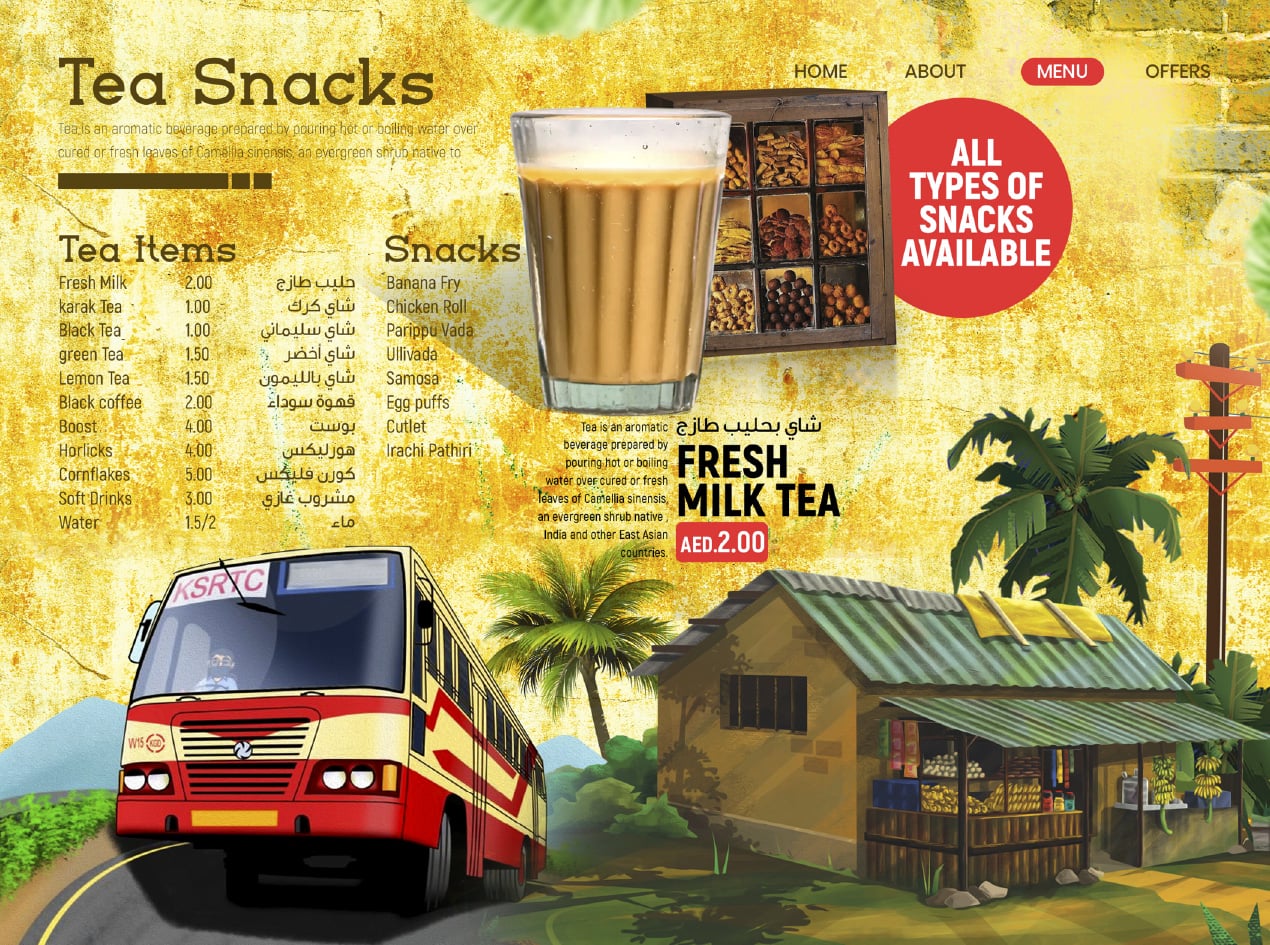 HOME ABOUT MENU OFFERS
Tea Snacks
Tea is an aromatic beverage prepared by pouring hot or boiling water over
cured or fresh leaves of Camellia sinensis, an evergreen shrub native to
ALL
TYPES OF
SNACKS
AVAILABLE
Tea Items
Fresh Milk 2.00 حليب طازج
karak Tea 1.00 شاي كرك
Black Tea 1.00 شاي سليماني
green Tea 1.50 شاي أخضر
Lemon Tea 1.50 شاي بالليمون
Black coffee 2.00 قهوة سوداء
Boost 4.00 بوست
Horlicks 4.00 هورليكس
Cornflakes 5.00 كورن فليكس
Soft Drinks 3.00 مشروب غازي
Water 1.5/2 ماء
Snacks
Banana Fry
Chicken Roll
Parippu Vada
Ullivada
Samosa
Egg puffs
Cutlet
Irachi Pathiri
Tea is an aromatic
beverage prepared by
pouring hot or boiling
water over cured or fresh
leaves of Camellia sinensis,
an evergreen shrub native ,
India and other East Asian
countries.
شاي بحليب طازج
FRESH
MILK TEA
AED.2.00
KSRTC
W15 KGD